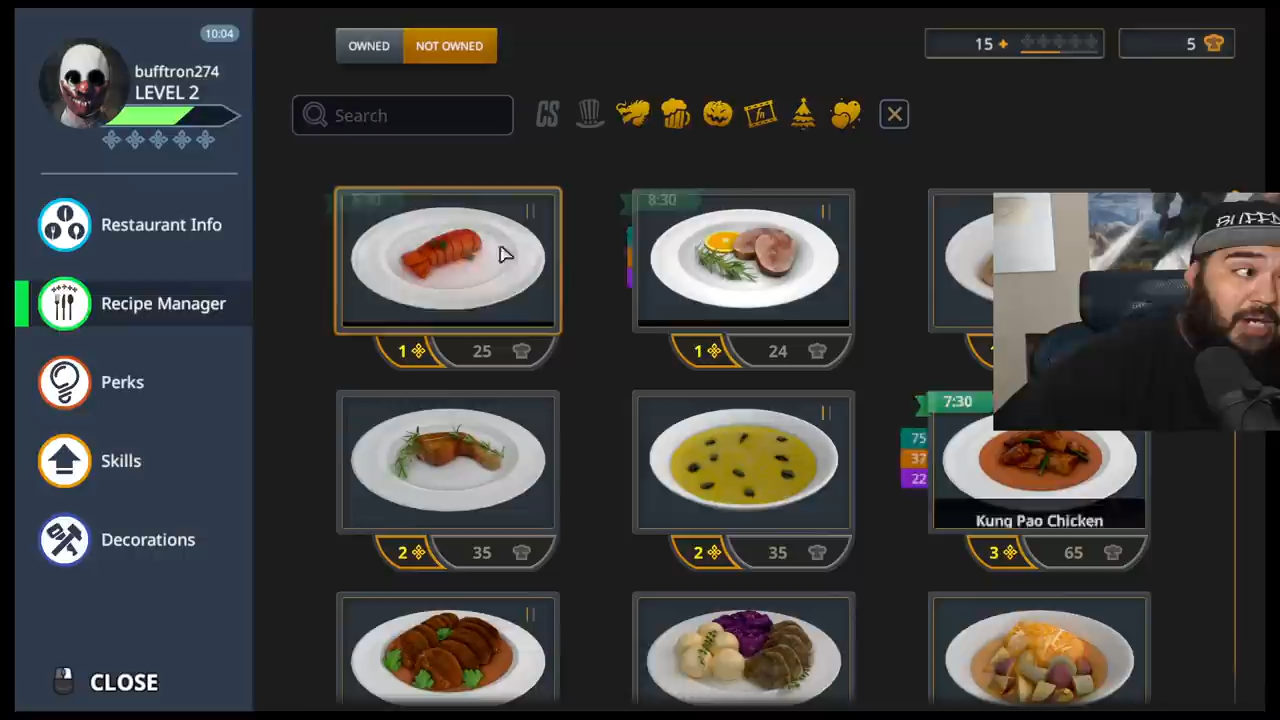 10:04
bufftron274
LEVEL 2
Restaurant Info
Recipe Manager
Perks
Skills
Decorations
CLOSE
OWNED NOT OWNED
15
5
Search
CS
8:30
1 25
1 24
2 35
2 35
7:30
75
37
22
Kung Pao Chicken
3 65